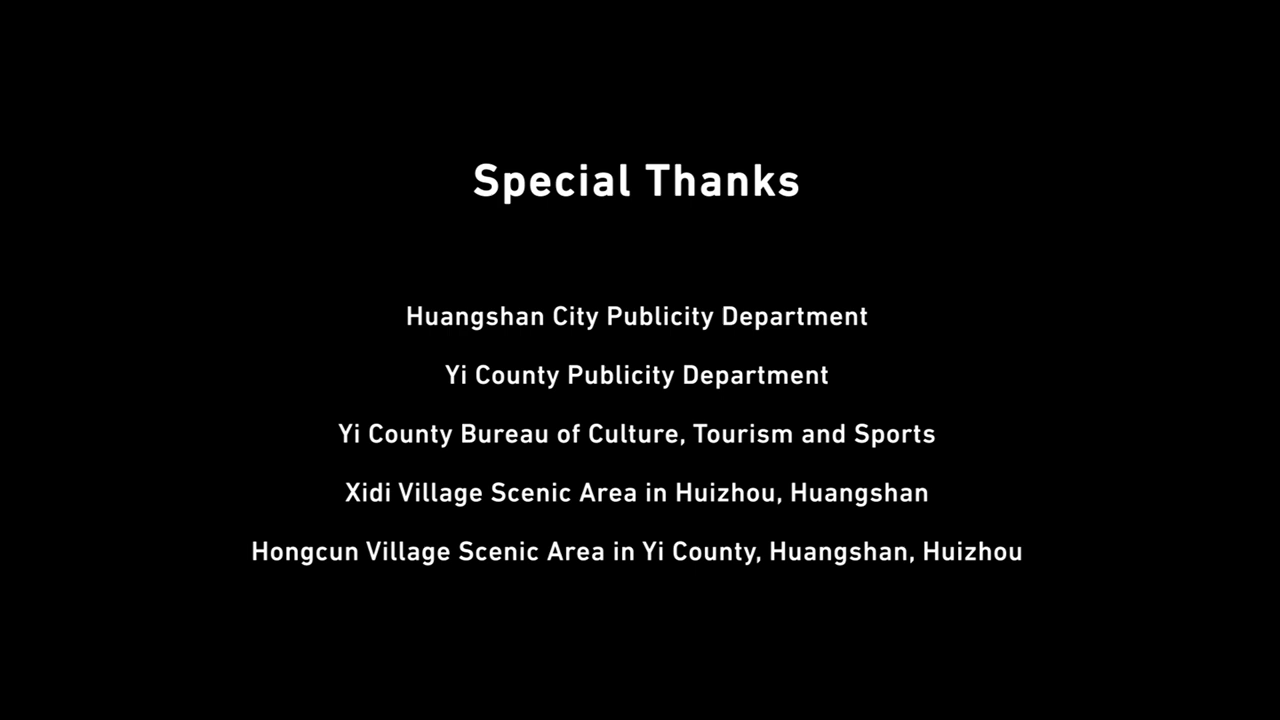 Special Thanks
Huangshan City Publicity Department
Yi County Publicity Department
Yi County Bureau of Culture, Tourism and Sports
Xidi Village Scenic Area in Huizhou, Huangshan
Hongcun Village Scenic Area in Yi County, Huangshan, Huizhou